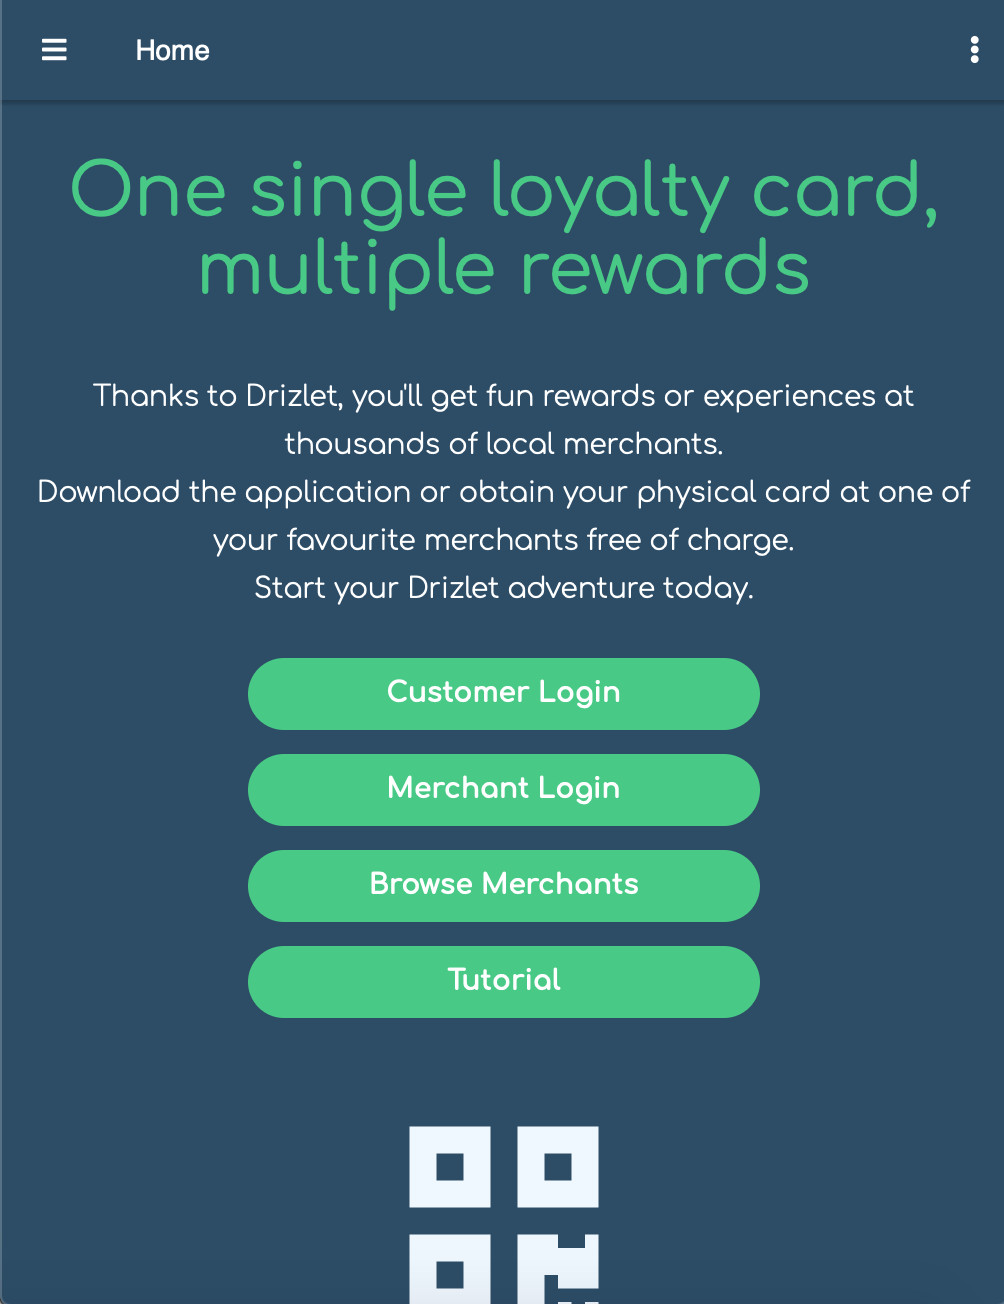 Home
One single loyalty card,
multiple rewards
Thanks to Drizlet, you'll get fun rewards or experiences at
thousands of local merchants.
Download the application or obtain your physical card at one of
your favourite merchants free of charge.
Start your Drizlet adventure today.
Customer Login
Merchant Login
Browse Merchants
Tutorial